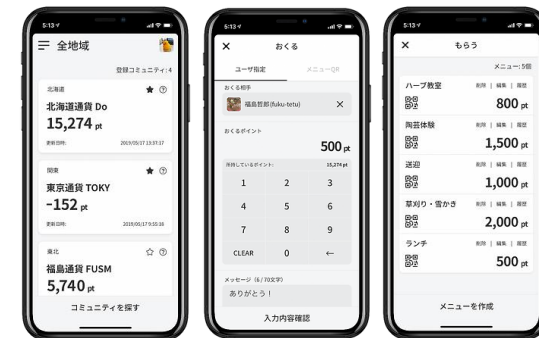 5:13
全地域
登録コミュニティ: 4
北海道
北海道通貨 Do
15,274 pt
更新日時:
2019/05/17 13:37:17
関東
東京通貨 TOKY
-152 pt
更新日時:
2019/05/17 9:55:36
東北
福島通貨 FUSM
5,740 pt
コミュニティを探す
5:13
おくる
ユーザ指定
メニューQR
おくる相手
福島哲郎(fuku-tetu)
おくるポイント
500 pt
所持しているポイント:
15,274 pt
1 2 3
4 5 6
7 8 9
CLEAR 0 ←
メッセージ (6/70文字)
ありがとう！
入力内容確認
5:13
もらう
メニュー: 5個
ハーブ教室
削除 | 編集 | 履歴
800 pt
陶芸体験
削除 | 編集 | 履歴
1,500 pt
送迎
削除 | 編集 | 履歴
1,000 pt
草刈り・雪かき
削除 | 編集 | 履歴
2,000 pt
ランチ
削除 | 編集 | 履歴
500 pt
メニューを作成